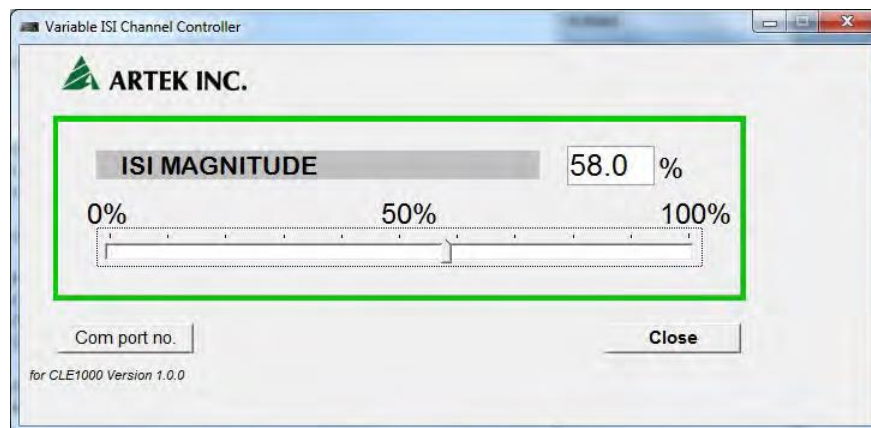 Variable ISI Channel Controller
ARTEK INC.
ISI MAGNITUDE 58.0 %
0% 50% 100%
Com port no. Close
for CLE1000 Version 1.0.0